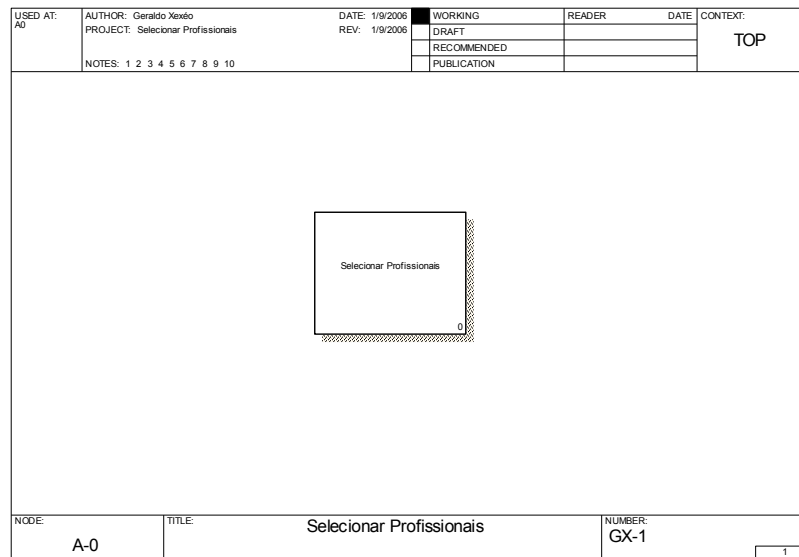 USED AT:
A0
AUTHOR: Geraldo Xexéo
DATE: 1/9/2006
PROJECT: Selecionar Profissionais
REV: 1/9/2006
NOTES: 1 2 3 4 5 6 7 8 9 10
WORKING
DRAFT
RECOMMENDED
PUBLICATION
READER DATE
CONTEXT:
TOP
Selecionar Profissionais
0
NODE:
A-0
TITLE:
Selecionar Profissionais
NUMBER:
GX-1
1